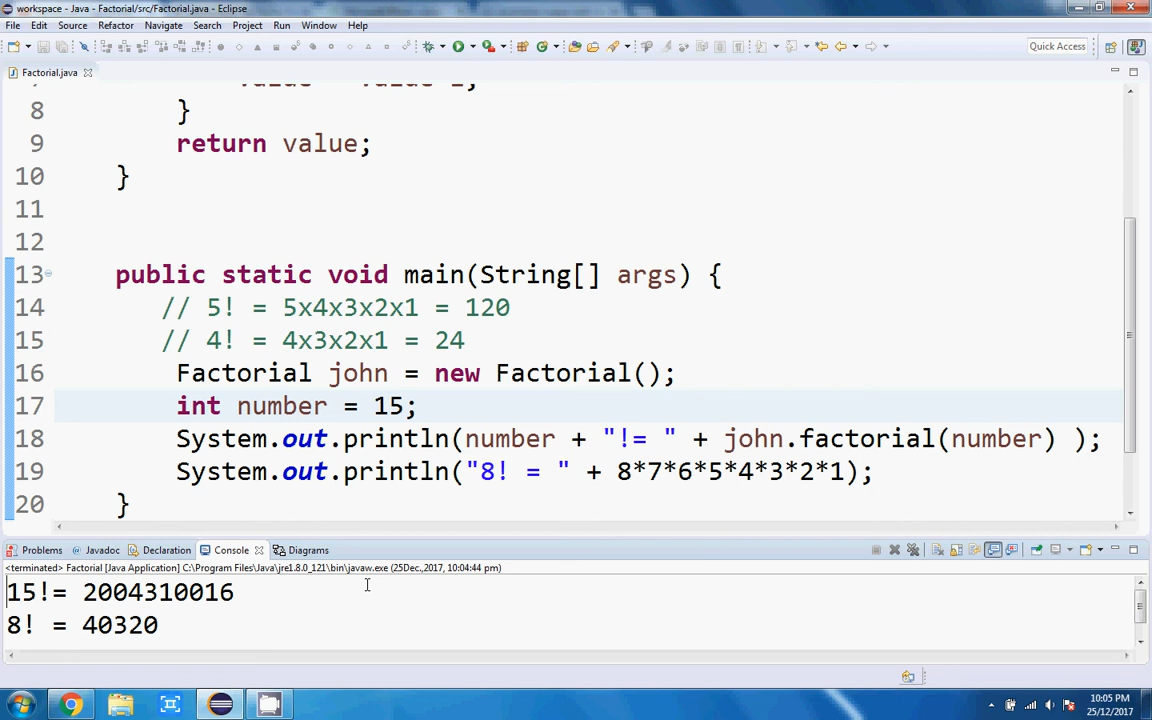 workspace - Java - Factorial/src/Factorial.java - Eclipse
File Edit Source Refactor Navigate Search Project Run Window Help
Quick Access
Factorial.java
8 }
9 return value;
10 }
11
12
13 public static void main(String[] args) {
14 // 5! = 5x4x3x2x1 = 120
15 // 4! = 4x3x2x1 = 24
16 Factorial john = new Factorial();
17 int number = 15;
18 System.out.println(number + "!= " + john.factorial(number) );
19 System.out.println("8! = " + 8*7*6*5*4*3*2*1);
20 }
Problems @ Javadoc Declaration Console Diagrams
<terminated> Factorial [Java Application] C:\Program Files\Java\jre1.8.0_121\bin\javaw.exe (25Dec.,2017, 10:04:44 pm)
15!= 2004310016
8! = 40320
10:05 PM
25/12/2017